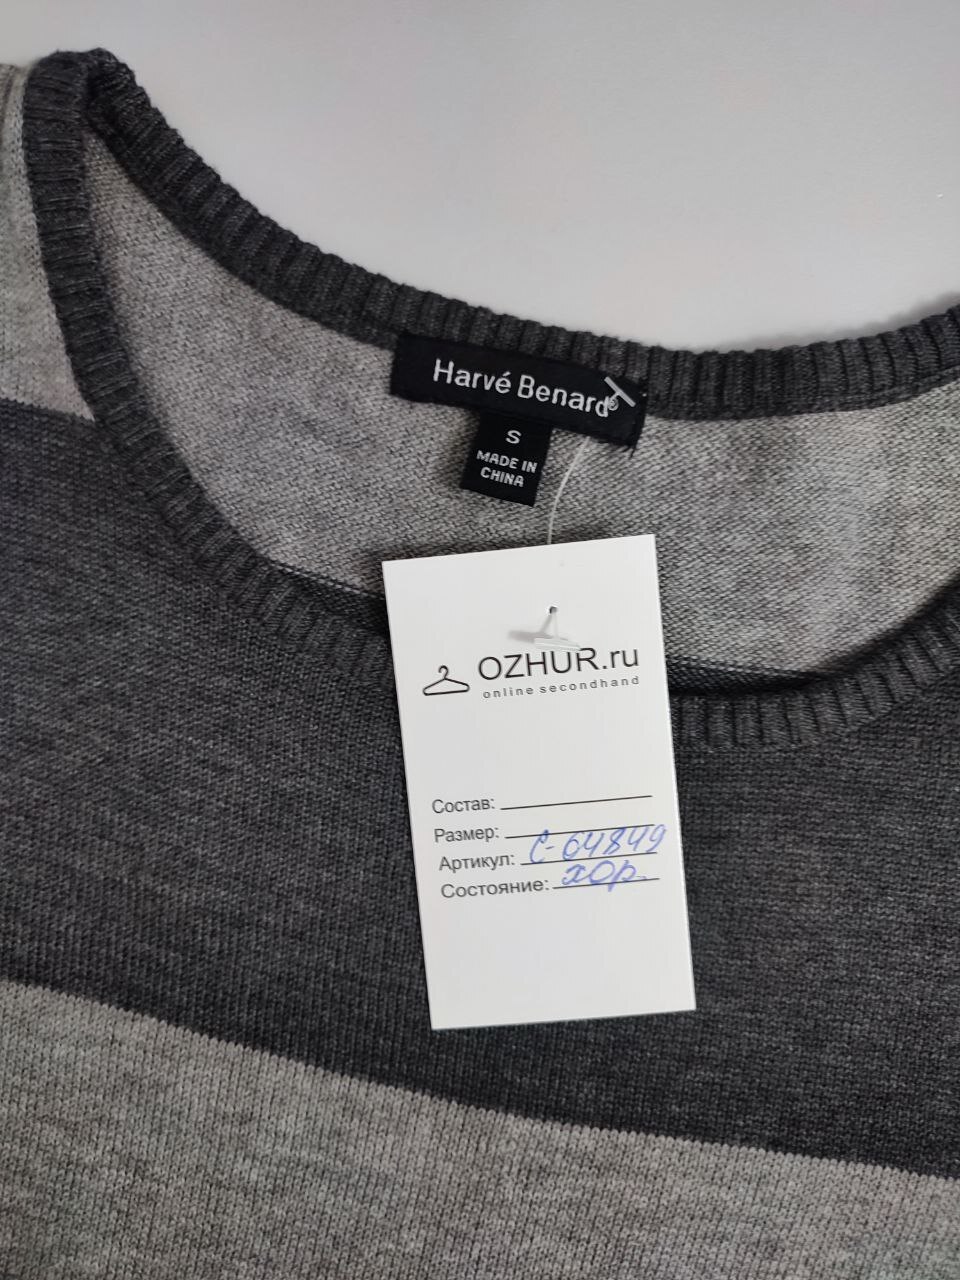 Harvé Benard®
S
MADE IN
CHINA
OZHUR.ru
online secondhand
Состав:
Размер:
Артикул: С-64849
Состояние: хор.